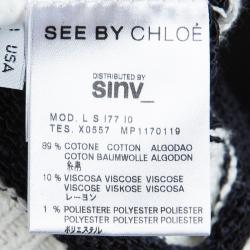 SEE BY CHLOÉ
USA
DISTRIBUTED BY
sinv_
MOD. L S I77 I0
TES. X0557 MP1170119
89 % COTONE COTTON ALGODAO
COTON BAUMWOLLE ALGODON
10 % VISCOSA VISCOSE VISCOSE
VISCOSE VISKOSE VISCOSA
レーヨン
1 % POLIESTERE POLYESTER POLIESTER
POLYESTER POLYESTER POLIESTER
ポリエステル